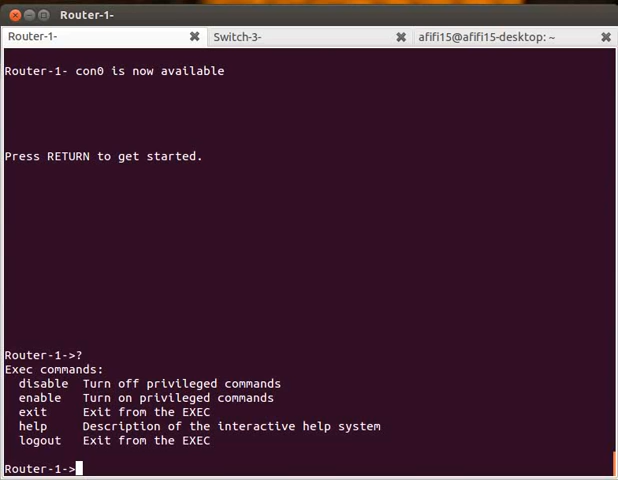 Router-1-
Router-1- Switch-3- afifi15@afifi15-desktop: ~
Router-1- con0 is now available
Press RETURN to get started.
Router-1->?
Exec commands:
disable Turn off privileged commands
enable Turn on privileged commands
exit Exit from the EXEC
help Description of the interactive help system
logout Exit from the EXEC
Router-1->